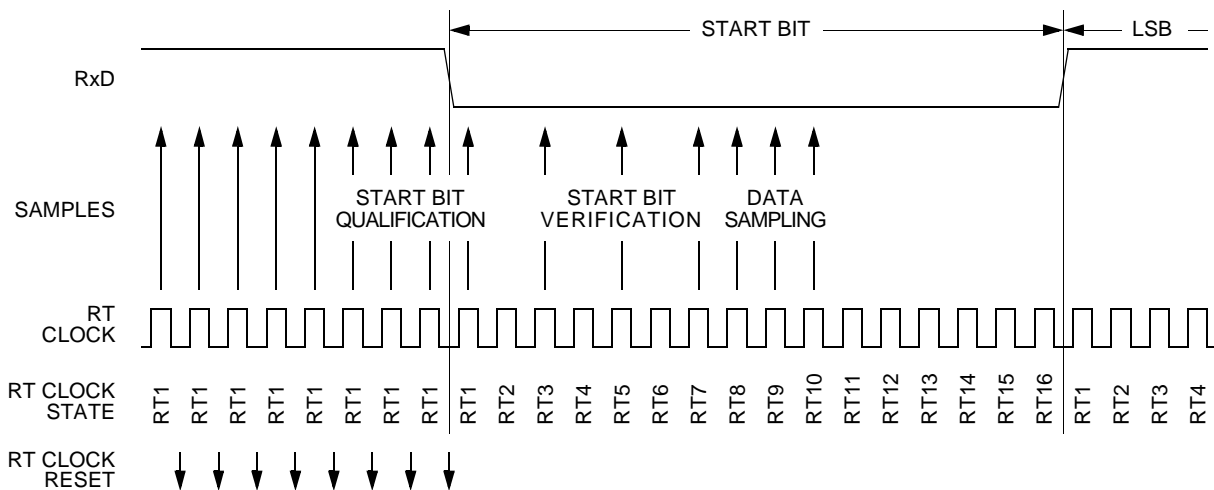 START BIT
LSB
RxD
SAMPLES
START BIT
QUALIFICATION
START BIT
VERIFICATION
DATA
SAMPLING
RT
CLOCK
RT CLOCK
STATE
RT1 RT1 RT1 RT1 RT1 RT1 RT1 RT1 RT1 RT2 RT3 RT4 RT5 RT6 RT7 RT8 RT9 RT10 RT11 RT12 RT13 RT14 RT15 RT16 RT1 RT2 RT3 RT4
RT CLOCK
RESET